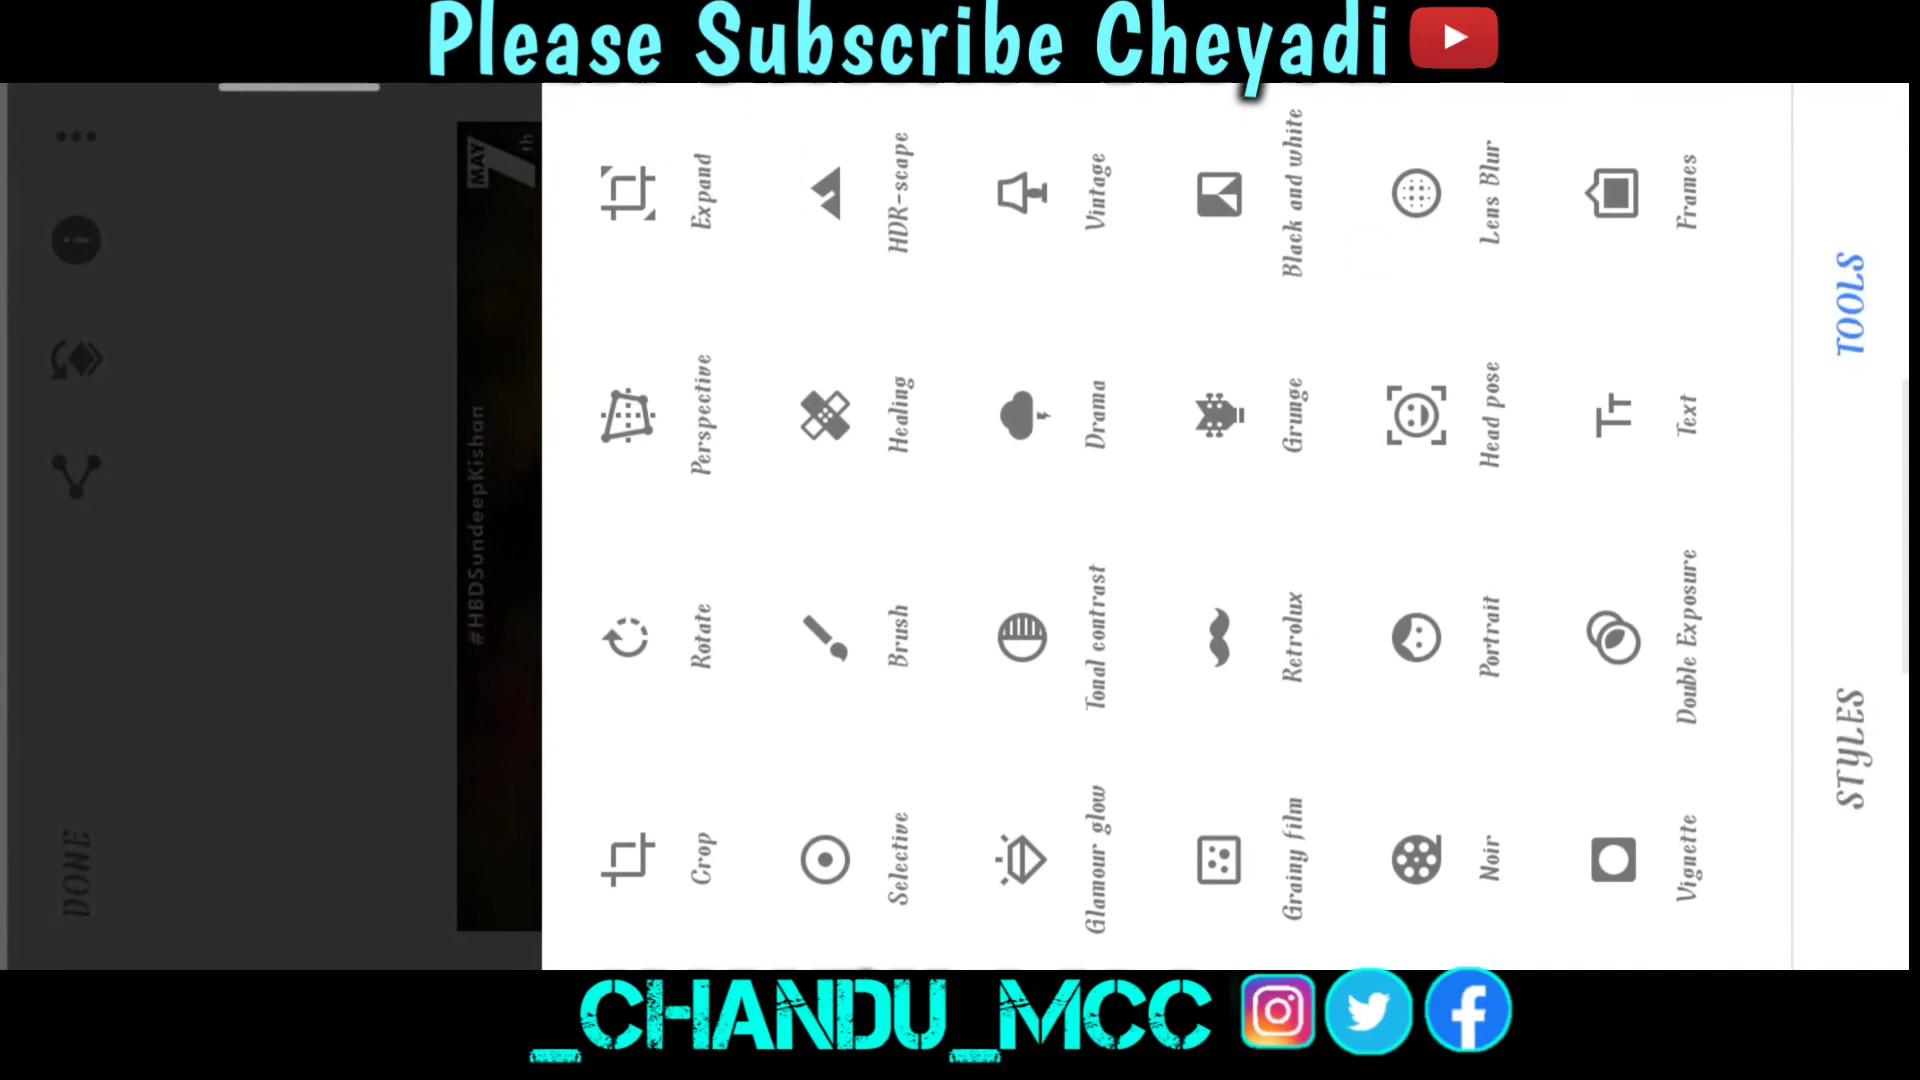 Please Subscribe Cheyadi
DONE
MAY
7th
#HBDSundeepKishan
Crop
Rotate
Perspective
Expand
Selective
Brush
Healing
HDR-scape
Glamour glow
Tonal contrast
Drama
Vintage
Grainy film
Retrolux
Grunge
Black and white
Noir
Portrait
Head pose
Lens Blur
Vignette
Double Exposure
Text
Frames
STYLES
TOOLS
_CHANDU_MCC